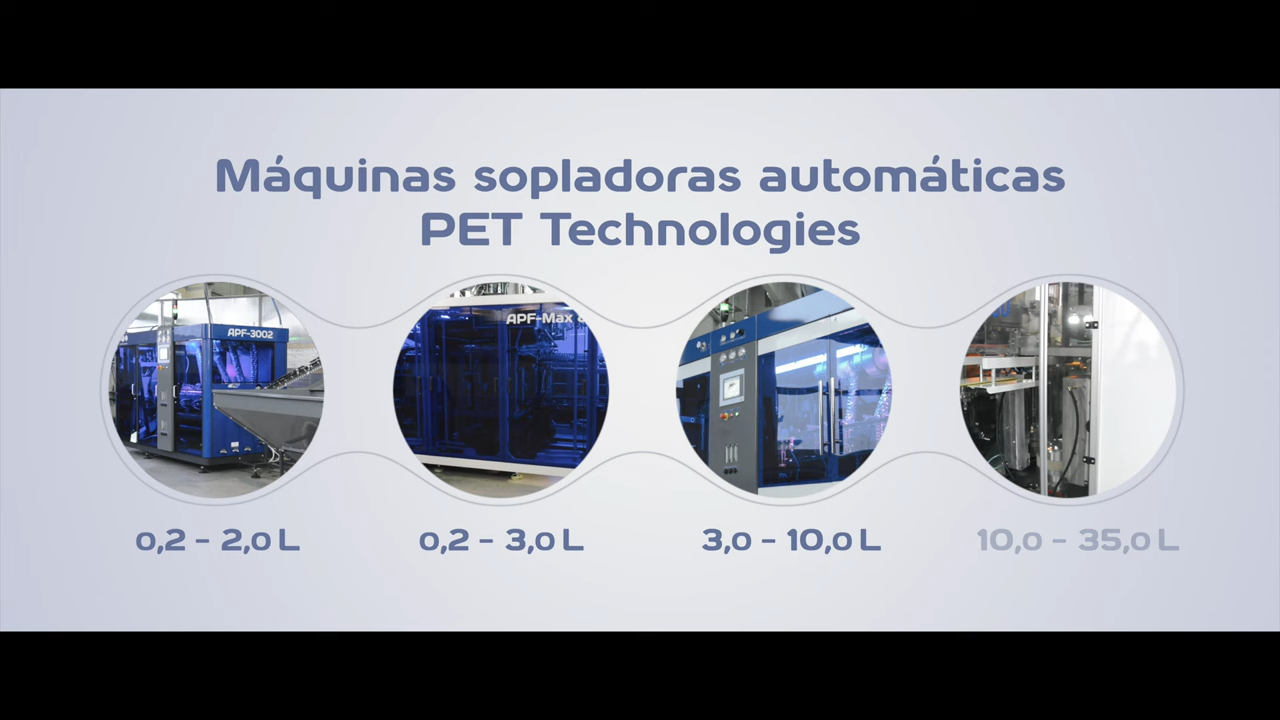 Máquinas sopladoras automáticas
PET Technologies
APF-3002
APF-Max
0,2 - 2,0 L
0,2 - 3,0 L
3,0 - 10,0 L
10,0 - 35,0 L